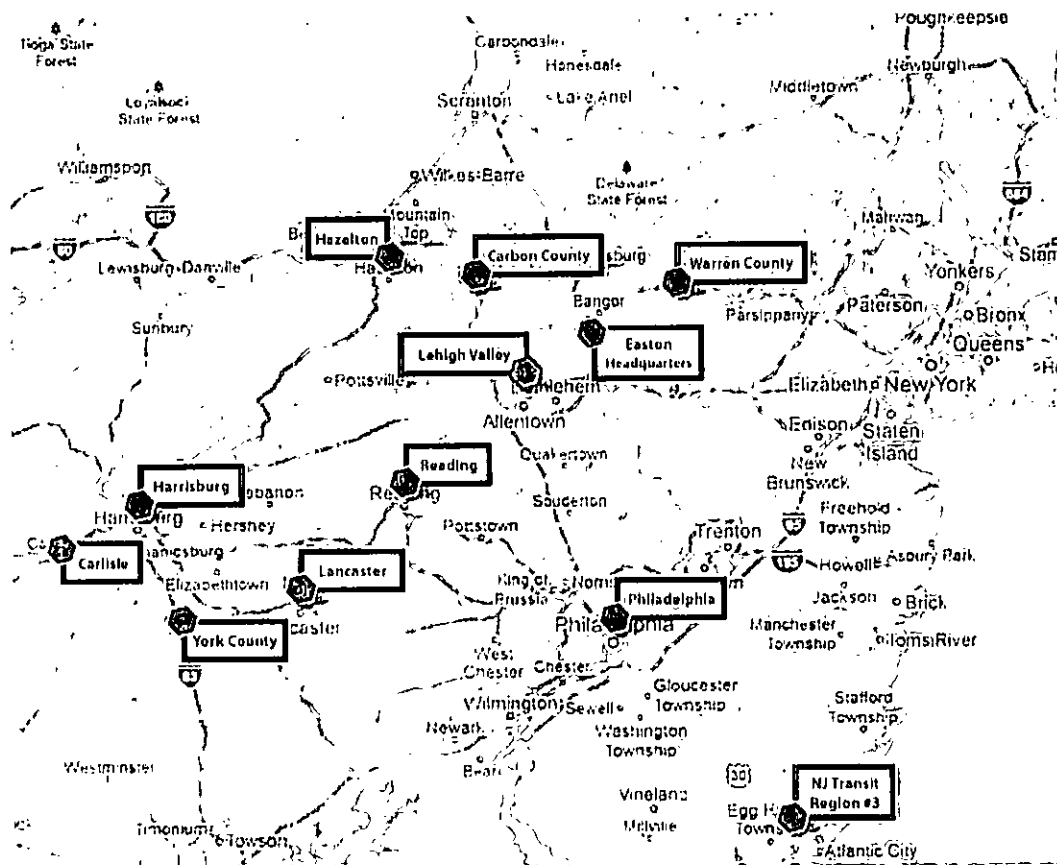 Poughkeepsie
Tioga State
Forest
Carbondale
Honesdale
Newburgh
Middletown
Scranton
Lake Ariel
State Forest
Williamsport
Wilkes-Barre
Delaware
State Forest
Mountain
Top
Mahwah
Hazelton
Carbon County
Warren County
Lewisburg
Danville
Yonkers
Bangor
Paterson
Parsippany
Bronx
Sunbury
Easton
Headquarters
Lehigh Valley
Queens
Pottsville
Elizabeth
New York
Allentown
Edison
Staten
Island
Quakertown
Reading
New
Brunswick
Harrisburg
Hershey
Souderton
Freehold
Township
Pottstown
Trenton
Carlisle
Howell
Asbury Park
Elizabethtown
Lancaster
King of
Prussia
Jackson
Brick
Philadelphia
York County
Manchester
Township
Toms River
West
Chester
Chester
Gloucester
Township
Wilmington
Sewell
Stafford
Township
Newark
Washington
Township
Westminster
Bear
30
NJ Transit
Region #3
Vineland
Millville
Timonium
Towson
Atlantic City